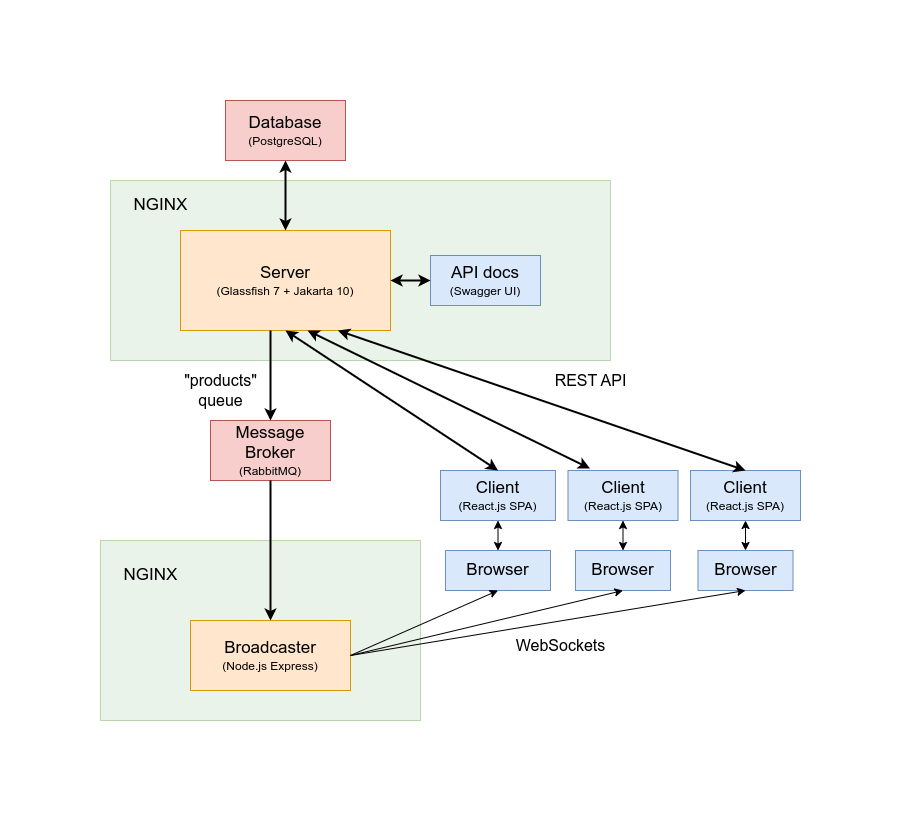 Database
(PostgreSQL)
NGINX
Server
(Glassfish 7 + Jakarta 10)
API docs
(Swagger UI)
"products"
queue
REST API
Message
Broker
(RabbitMQ)
Client
(React.js SPA)
Client
(React.js SPA)
Client
(React.js SPA)
Browser
Browser
Browser
NGINX
Broadcaster
(Node.js Express)
WebSockets